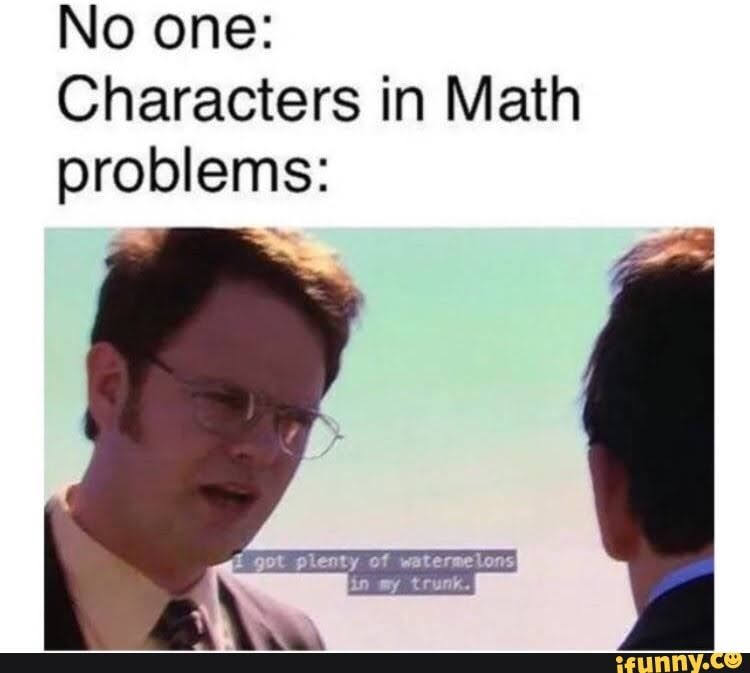 No one:
Characters in Math
problems:
I got plenty of watermelons
in my trunk.
ifunny.co